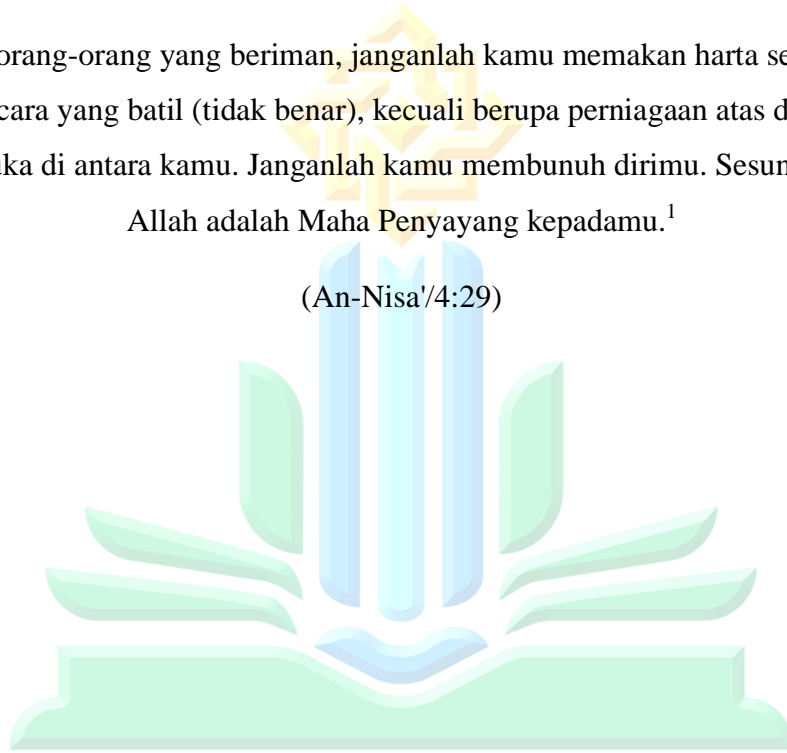 orang-orang yang beriman, janganlah kamu memakan harta se
cara yang batil (tidak benar), kecuali berupa perniagaan atas d
uka di antara kamu. Janganlah kamu membunuh dirimu. Sesun
Allah adalah Maha Penyayang kepadamu.¹
(An-Nisa'/4:29)